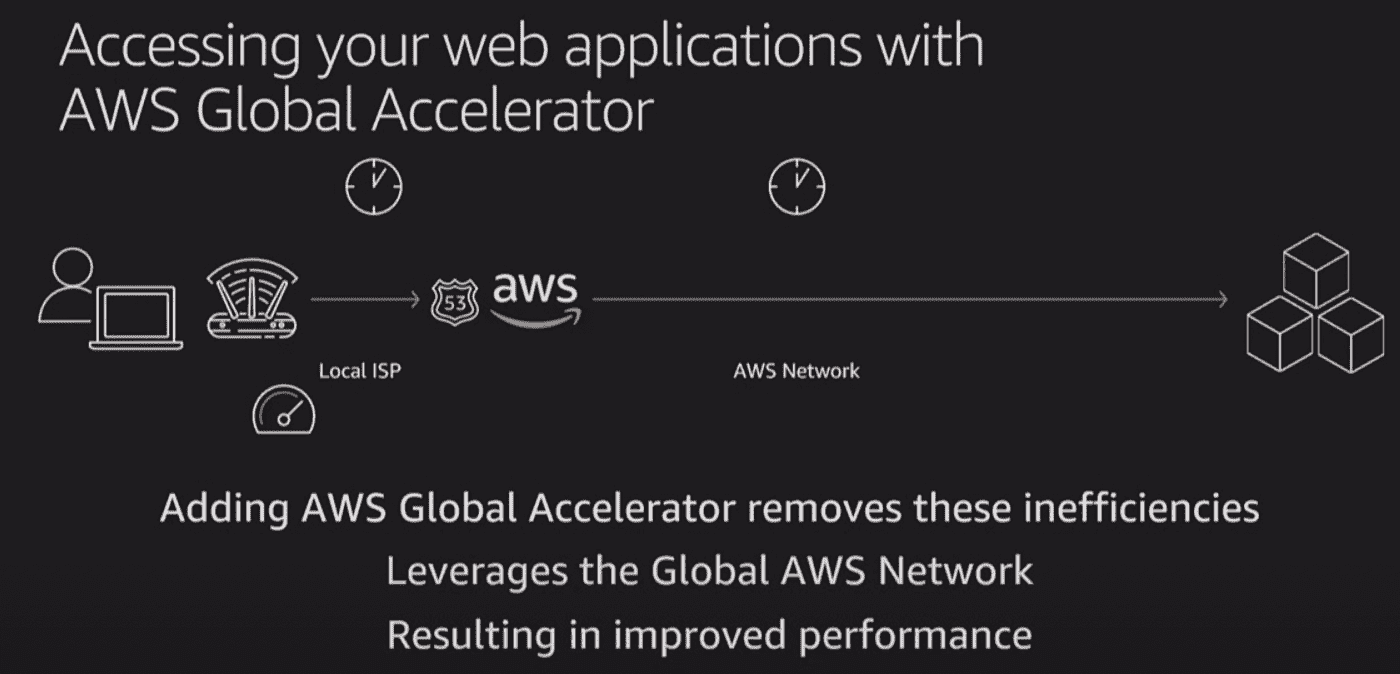 Accessing your web applications with
AWS Global Accelerator
53
aws
Local ISP
AWS Network
Adding AWS Global Accelerator removes these inefficiencies
Leverages the Global AWS Network
Resulting in improved performance